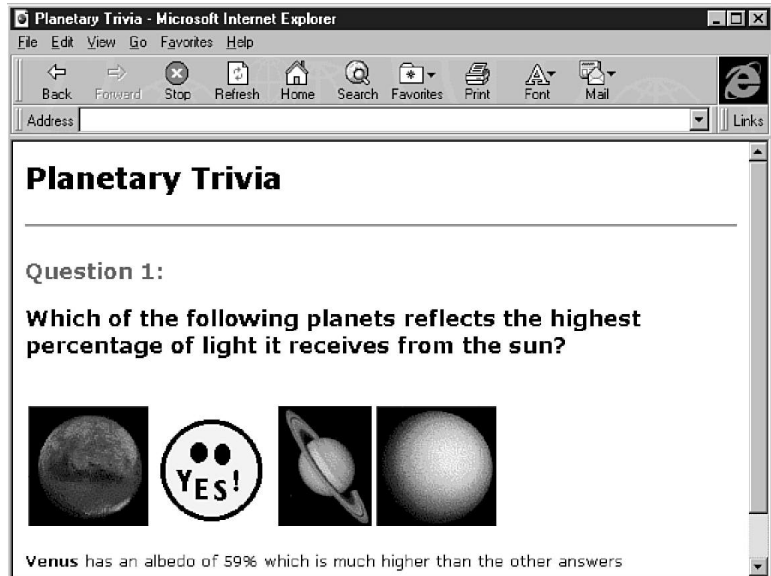 Planetary Trivia - Microsoft Internet Explorer
File Edit View Go Favorites Help
Back Forward Stop Refresh Home Search Favorites Print Font Mail
Address Links
Planetary Trivia
Question 1:
Which of the following planets reflects the highest
percentage of light it receives from the sun?
YES!
Venus has an albedo of 59% which is much higher than the other answers